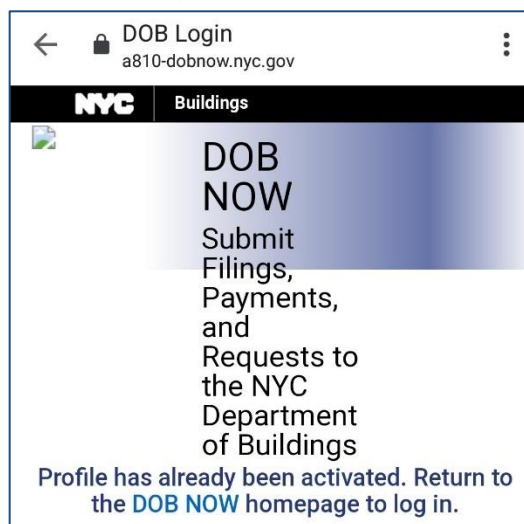 DOB Login
a810-dobnow.nyc.gov
NYC Buildings
DOB
NOW
Submit
Filings,
Payments,
and
Requests to
the NYC
Department
of Buildings
Profile has already been activated. Return to
the DOB NOW homepage to log in.